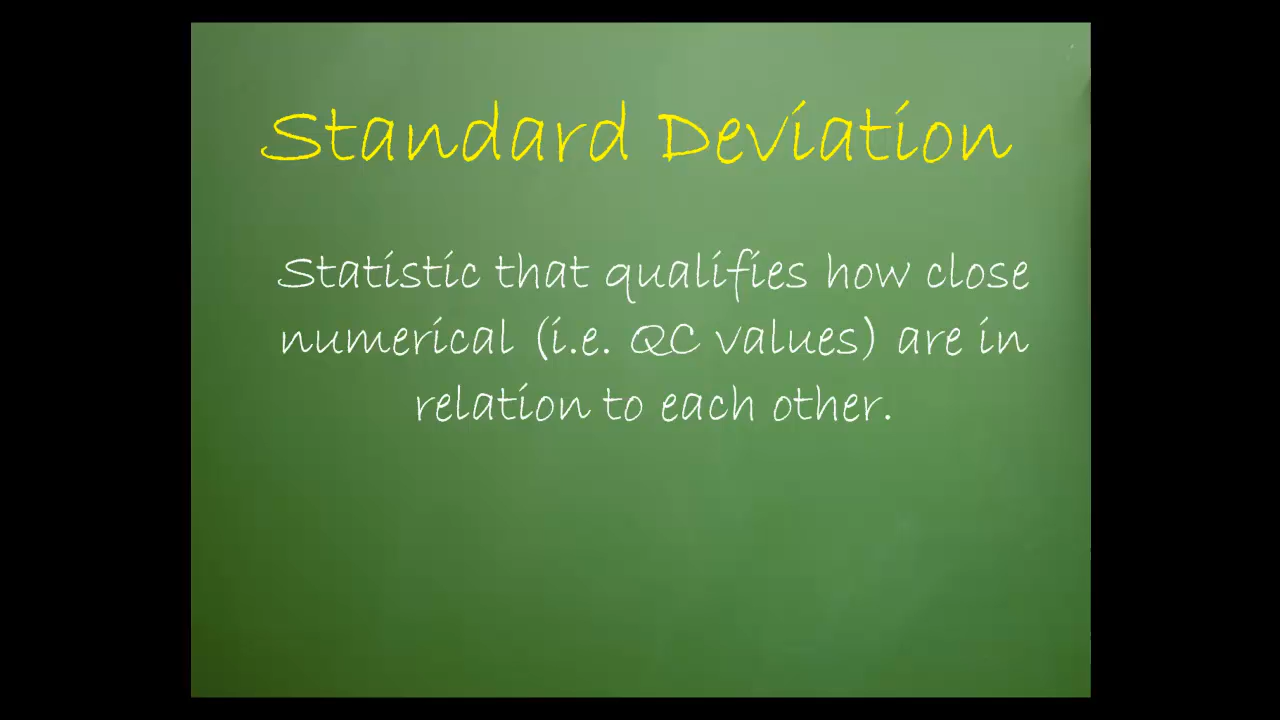 Standard Deviation
Statistic that qualifies how close
numerical (i.e. QC values) are in
relation to each other.